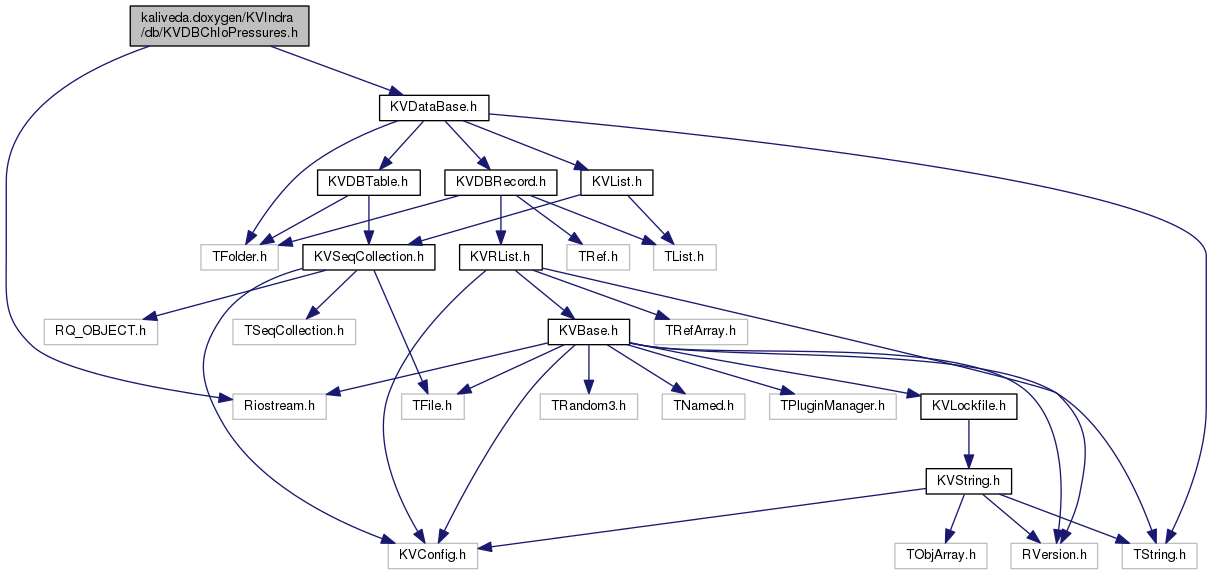 kaliveda.doxygen/KVIndra
/db/KVDBChIoPressures.h
KVDataBase.h
KVDBTable.h
KVDBRecord.h
KVList.h
TFolder.h
KVSeqCollection.h
KVRList.h
TRef.h
TList.h
RQ_OBJECT.h
TSeqCollection.h
KVBase.h
TRefArray.h
Riostream.h
TFile.h
TRandom3.h
TNamed.h
TPluginManager.h
KVLockfile.h
KVString.h
KVConfig.h
TObjArray.h
RVersion.h
TString.h